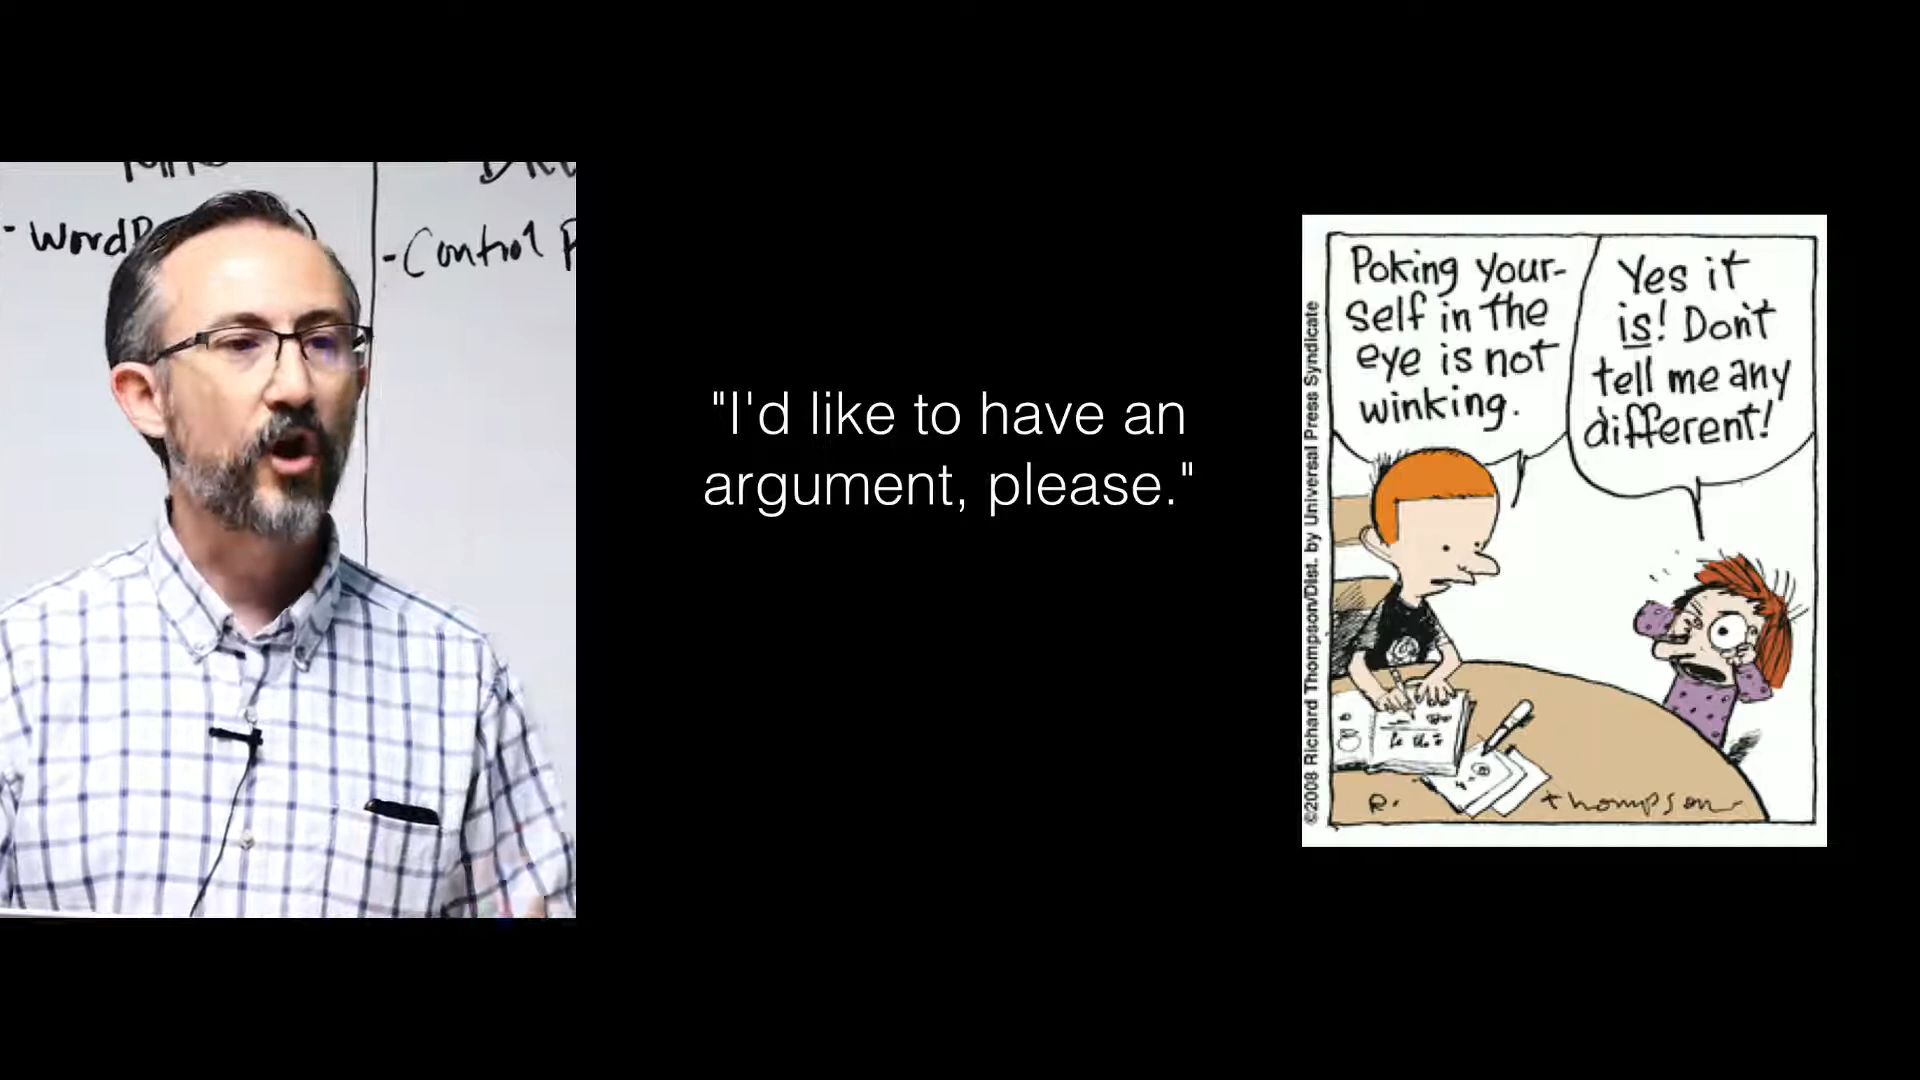 - WordP
- Control P
"I'd like to have an
argument, please."
Poking your-
self in the
eye is not
winking.
Yes it
is! Don't
tell me any
different!
©2008 Richard Thompson/Dist. by Universal Press Syndicate
R. thompson